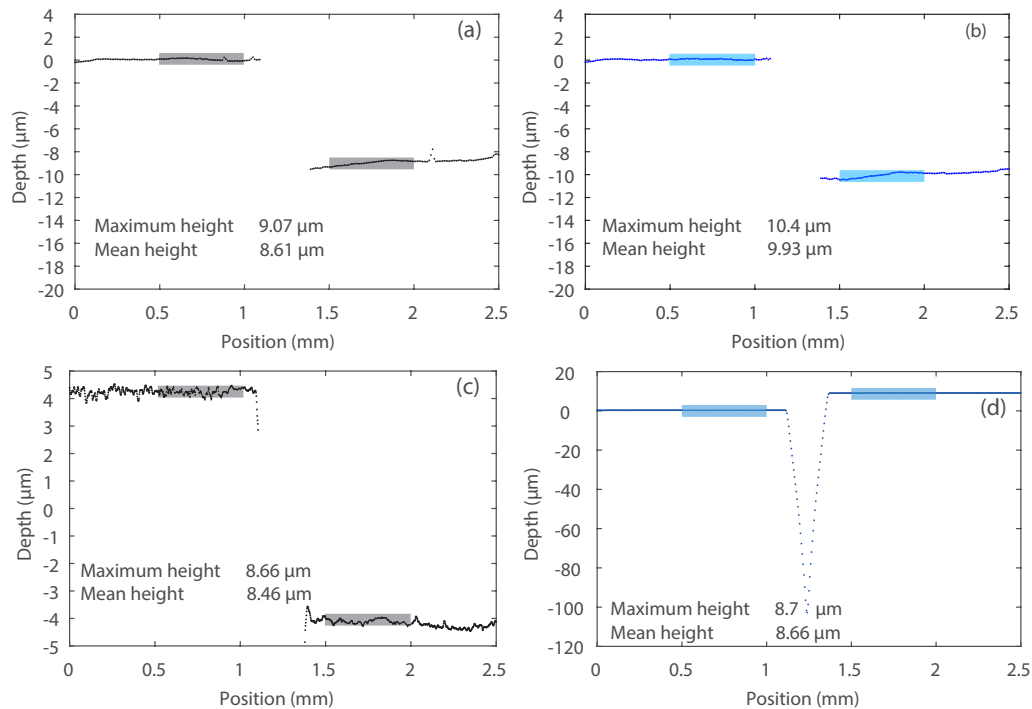 (a)
4
2
0
-2
-4
-6
-8
-10
-12
-14
-16
-18
-20
Depth (μm)
Maximum height 9.07 μm
Mean height 8.61 μm
0 0.5 1 1.5 2 2.5
Position (mm)
(b)
4
2
0
-2
-4
-6
-8
-10
-12
-14
-16
-18
-20
Depth (μm)
Maximum height 10.4 μm
Mean height 9.93 μm
0 0.5 1 1.5 2 2.5
Position (mm)
(c)
5
4
3
2
1
0
-1
-2
-3
-4
-5
Depth (μm)
Maximum height 8.66 μm
Mean height 8.46 μm
0 0.5 1 1.5 2 2.5
Position (mm)
(d)
20
0
-20
-40
-60
-80
-100
-120
Depth (μm)
Maximum height 8.7 μm
Mean height 8.66 μm
0 0.5 1 1.5 2 2.5
Position (mm)